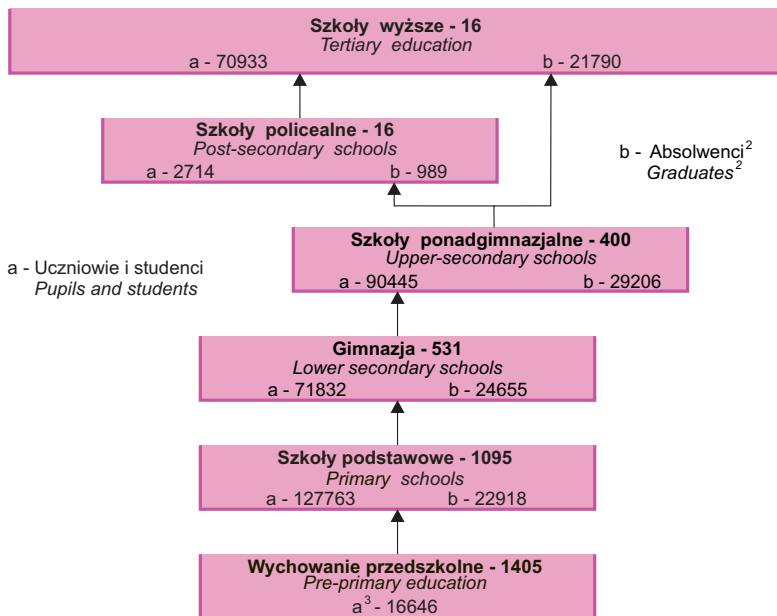 Szkoły wyższe - 16
Tertiary education
a - 70933 b - 21790
Szkoły policealne - 16
Post-secondary schools
a - 2714 b - 989
b - Absolwenci²
Graduates²
Szkoły ponadgimnazjalne - 400
Upper-secondary schools
a - 90445 b - 29206
a - Uczniowie i studenci
Pupils and students
Gimnazja - 531
Lower secondary schools
a - 71832 b - 24655
Szkoły podstawowe - 1095
Primary schools
a - 127763 b - 22918
Wychowanie przedszkolne - 1405
Pre-primary education
a³ - 16646